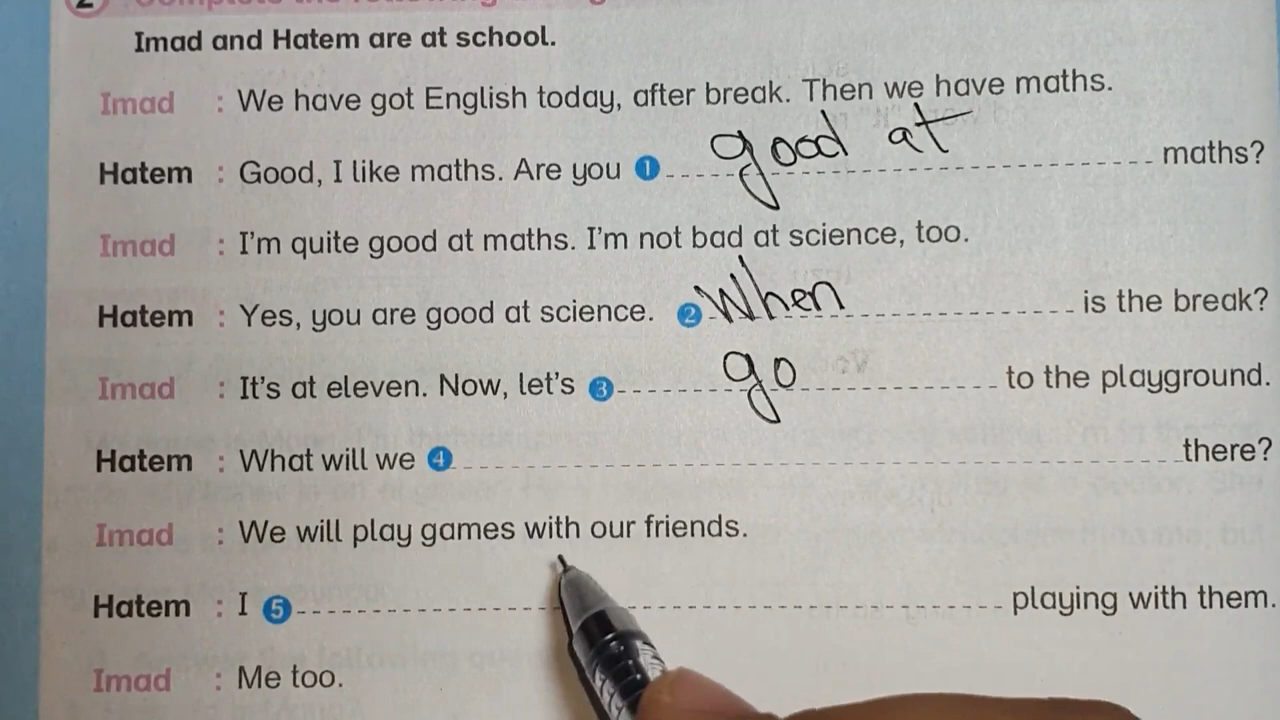 2
Imad and Hatem are at school.
Imad : We have got English today, after break. Then we have maths.
Hatem : Good, I like maths. Are you 1 good at maths?
Imad : I'm quite good at maths. I'm not bad at science, too.
Hatem : Yes, you are good at science. 2 When is the break?
Imad : It's at eleven. Now, let's 3 go to the playground.
Hatem : What will we 4 there?
Imad : We will play games with our friends.
Hatem : I 5 playing with them.
Imad : Me too.